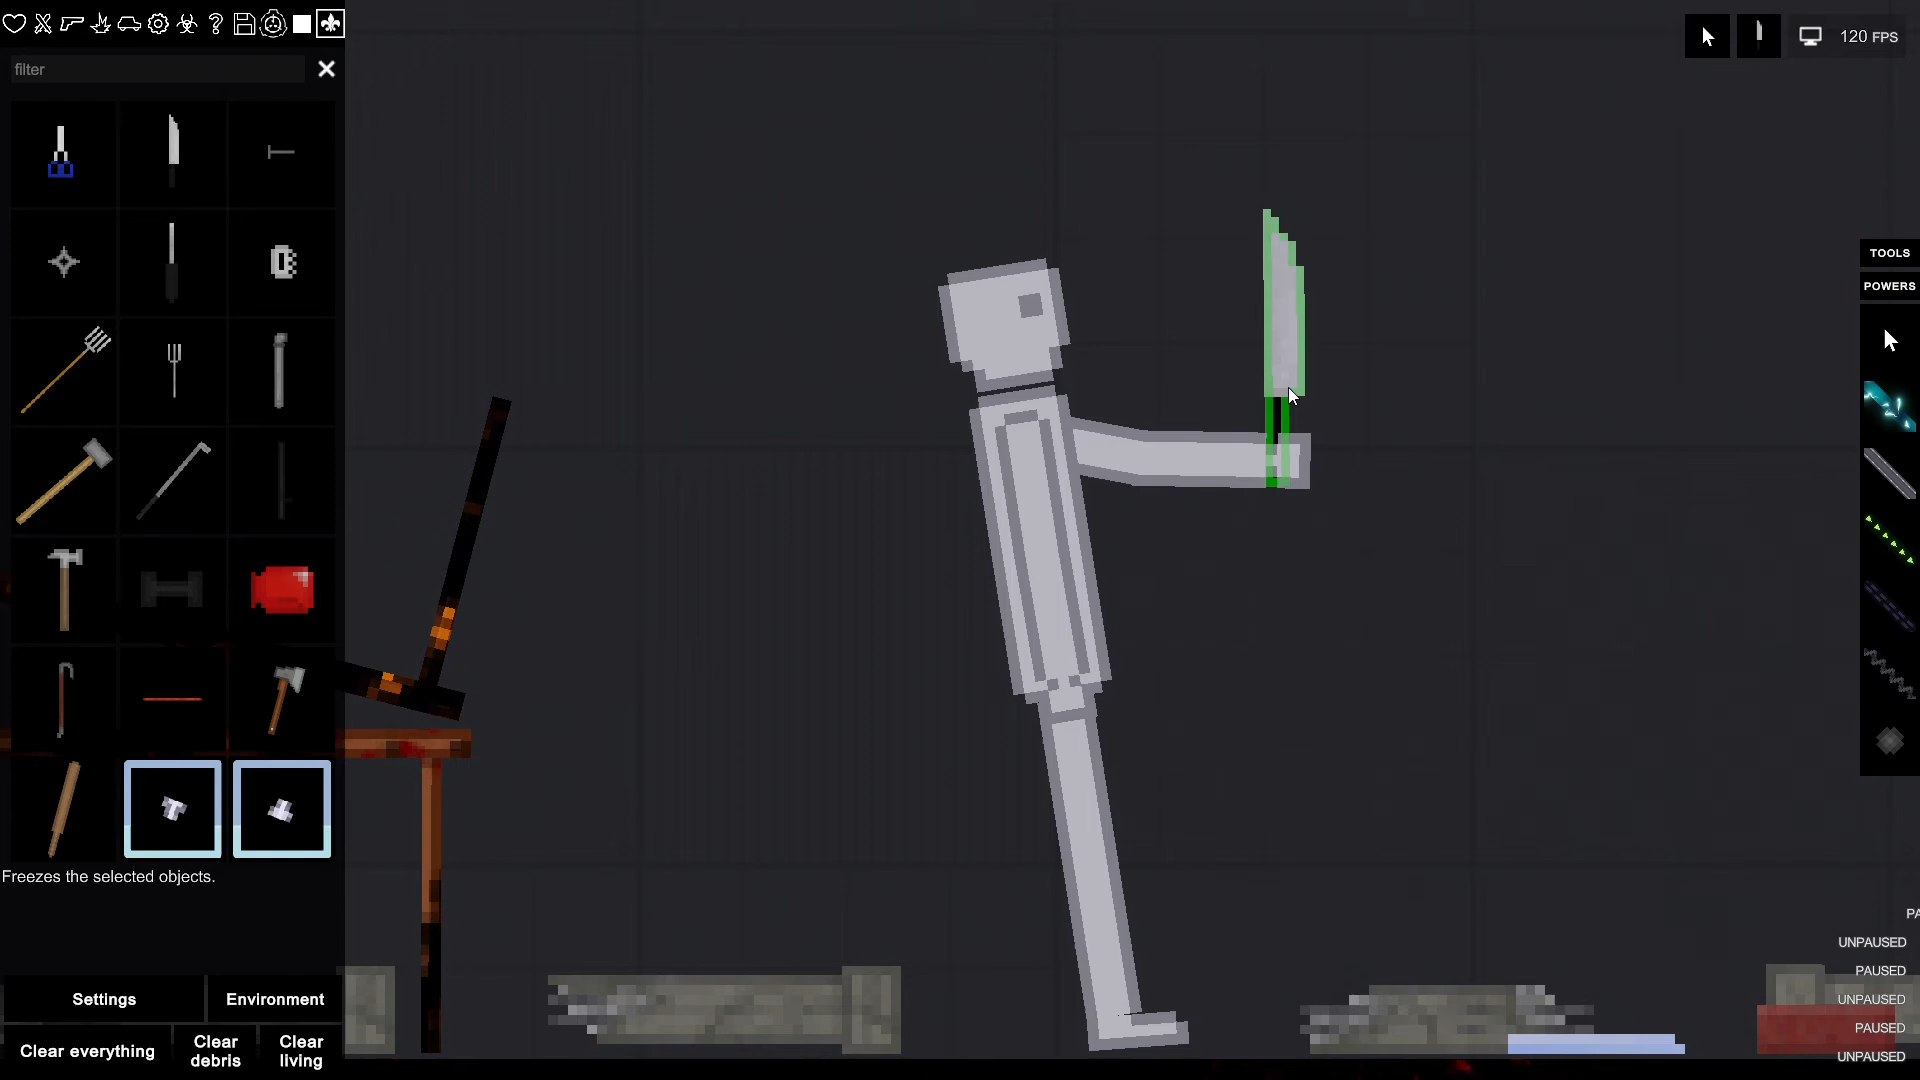 120 FPS
filter
TOOLS
POWERS
Freezes the selected objects.
PA
UNPAUSED
PAUSED
UNPAUSED
PAUSED
UNPAUSED
Settings
Environment
Clear everything
Clear debris
Clear living